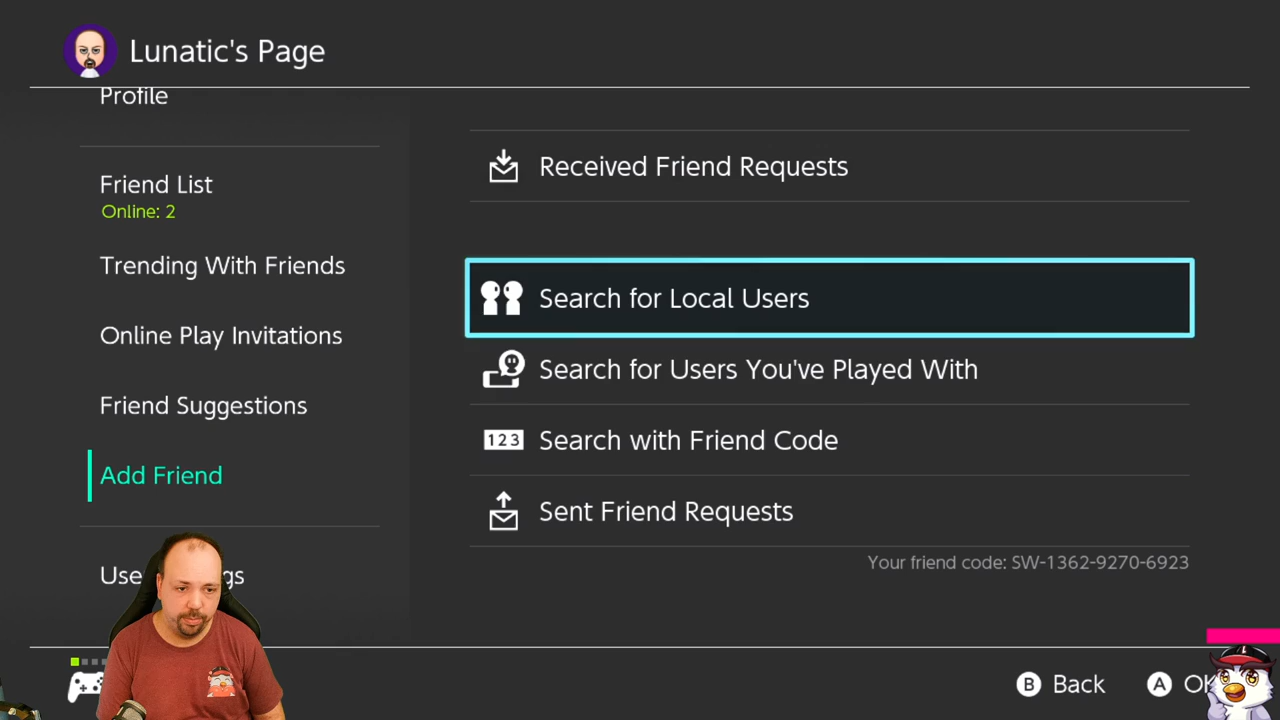 Lunatic's Page
Profile
Friend List
Online: 2
Trending With Friends
Online Play Invitations
Friend Suggestions
Add Friend
Received Friend Requests
Search for Local Users
Search for Users You've Played With
123 Search with Friend Code
Sent Friend Requests
Your friend code: SW-1362-9270-6923
B Back
A